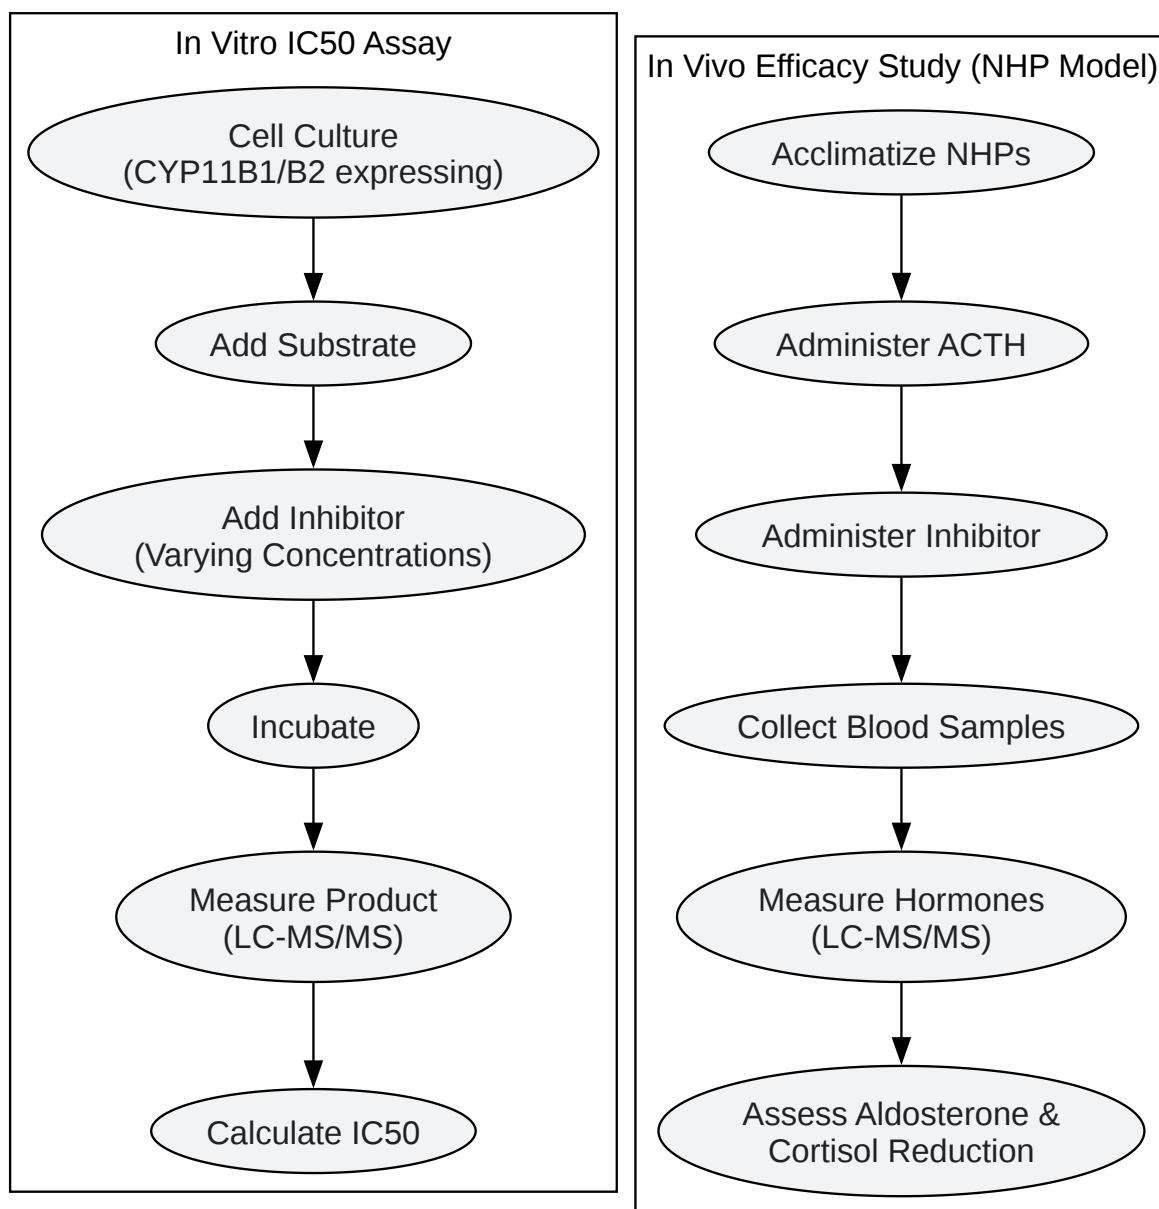 In Vitro IC50 Assay
Cell Culture
(CYP11B1/B2 expressing)
Add Substrate
Add Inhibitor
(Varying Concentrations)
Incubate
Measure Product
(LC-MS/MS)
Calculate IC50
In Vivo Efficacy Study (NHP Model)
Acclimatize NHPs
Administer ACTH
Administer Inhibitor
Collect Blood Samples
Measure Hormones
(LC-MS/MS)
Assess Aldosterone &
Cortisol Reduction